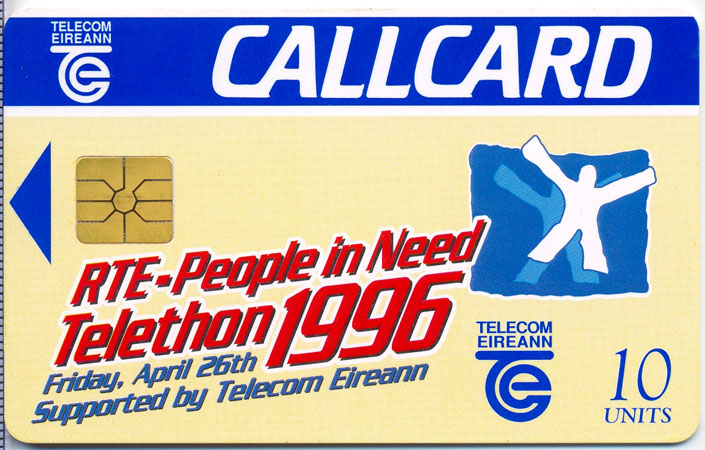 TELECOM
EIREANN
CALLCARD
RTE-People in Need
Telethon 1996
Friday, April 26th
Supported by Telecom Eireann
TELECOM
EIREANN
10
UNITS